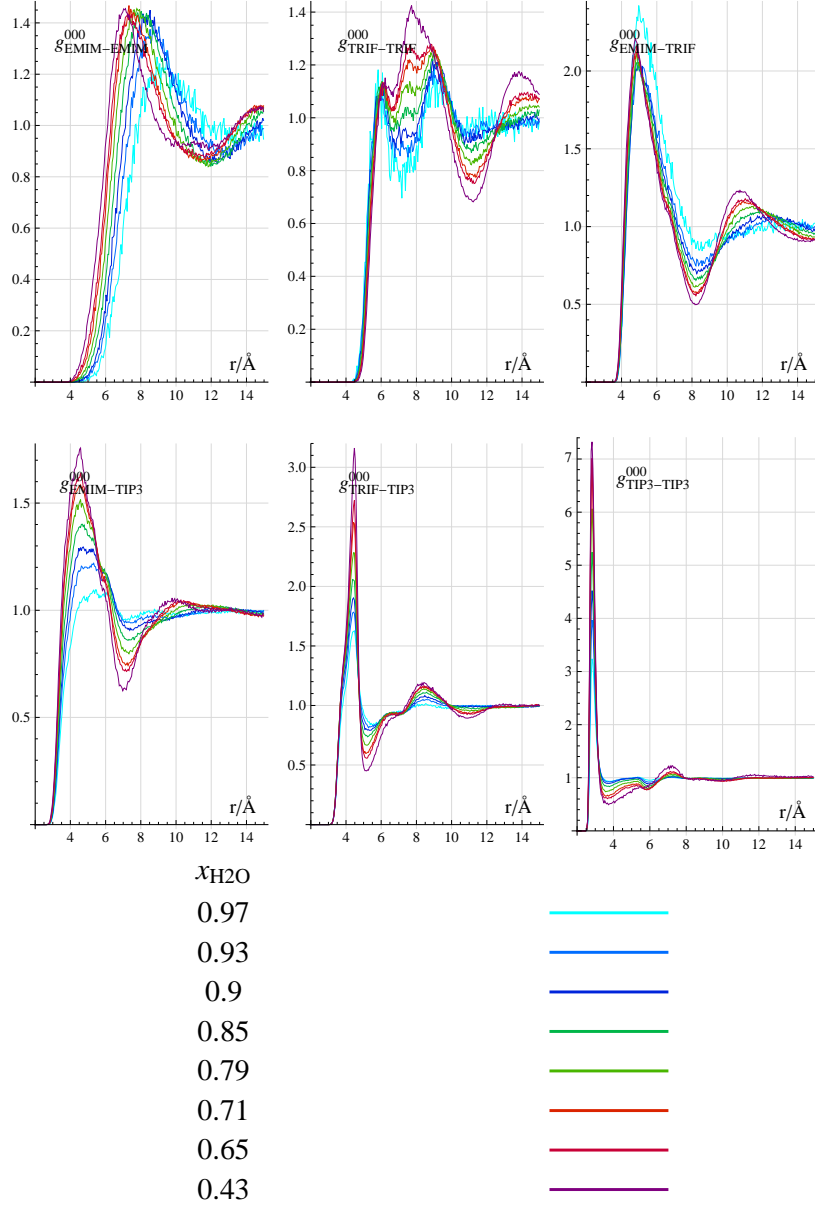 g000EMIM−EMIM
1.4
1.2
1.0
0.8
0.6
0.4
0.2
r/Å
4 6 8 10 12 14
g000TRIF−TRIF
1.4
1.2
1.0
0.8
0.6
0.4
0.2
r/Å
4 6 8 10 12 14
g000EMIM−TRIF
2.0
1.5
1.0
0.5
r/Å
4 6 8 10 12 14
g000EMIM−TIP3
1.5
1.0
0.5
r/Å
4 6 8 10 12 14
g000TRIF−TIP3
3.0
2.5
2.0
1.5
1.0
0.5
r/Å
4 6 8 10 12 14
g000TIP3−TIP3
7
6
5
4
3
2
1
r/Å
4 6 8 10 12 14
xH2O
0.97
0.93
0.9
0.85
0.79
0.71
0.65
0.43